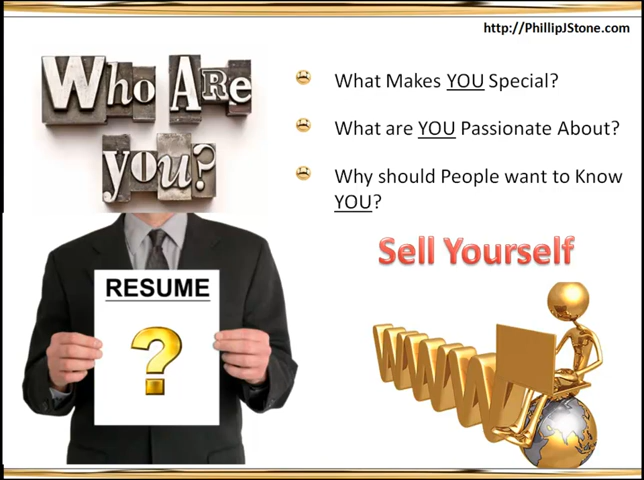 http://PhillipJStone.com
Who Are
you?
What Makes YOU Special?
What are YOU Passionate About?
Why should People want to Know
YOU?
Sell Yourself
RESUME
?
WWWW